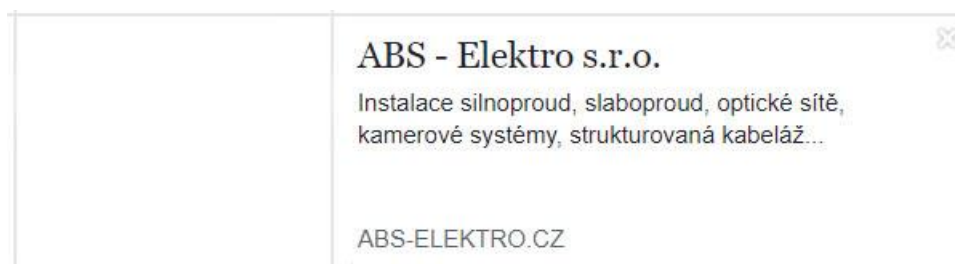 ABS - Elektro s.r.o.
Instalace silnoproud, slaboproud, optické sítě,
kamerové systémy, strukturovaná kabeláž...
ABS-ELEKTRO.CZ